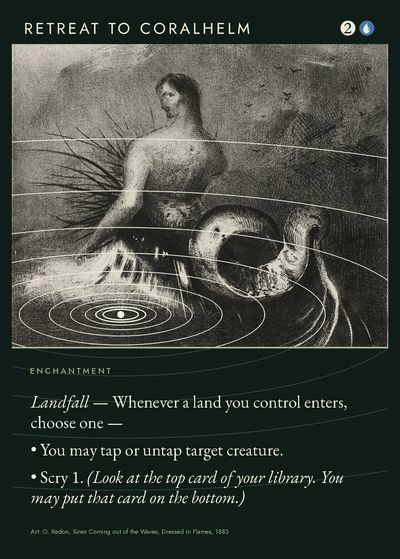 RETREAT TO CORALHELM 2
ENCHANTMENT
Landfall — Whenever a land you control enters,
choose one —
• You may tap or untap target creature.
• Scry 1. (Look at the top card of your library. You
may put that card on the bottom.)
Art: O. Redon, Siren Coming out of the Waves, Dressed in Flames, 1883